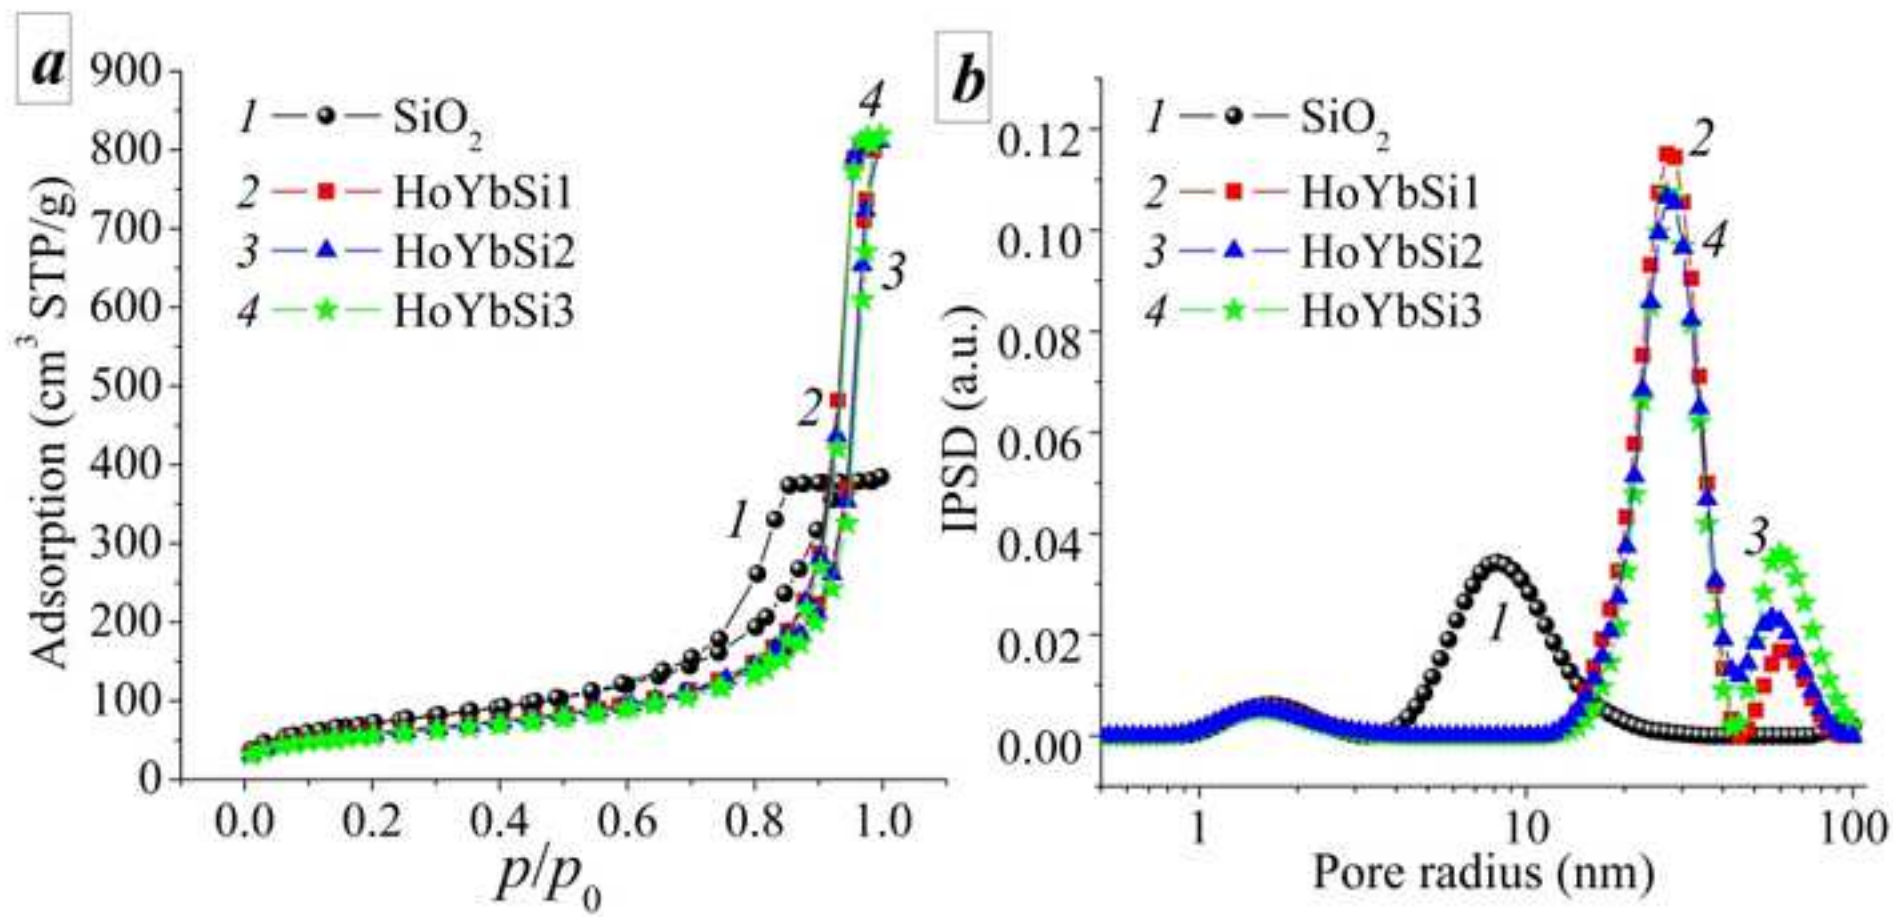 a
900
800
700
600
500
400
300
200
100
0
Adsorption (cm³ STP/g)
1 SiO₂
2 HoYbSi1
3 HoYbSi2
4 HoYbSi3
4
3
2
1
0.0 0.2 0.4 0.6 0.8 1.0
p/p₀
b
0.12
0.10
0.08
0.06
0.04
0.02
0.00
IPSD (a.u.)
1 SiO₂
2 HoYbSi1
3 HoYbSi2
4 HoYbSi3
2
4
3
1
1 10 100
Pore radius (nm)